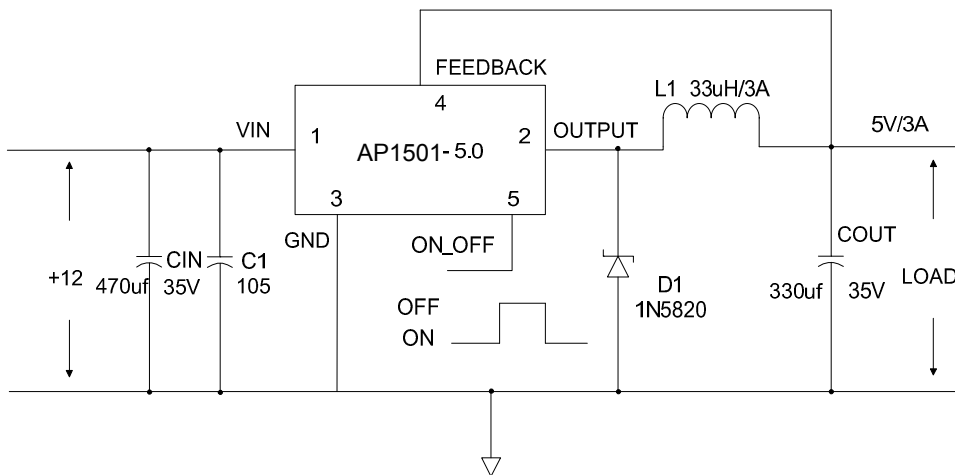 FEEDBACK
L1 33uH/3A
4
VIN
OUTPUT
5V/3A
1
2
AP1501-5.0
3
5
GND
ON_OFF
COUT
CIN
C1
+12
470uf
35V
105
D1
330uf
35V
LOAD
OFF
1N5820
ON